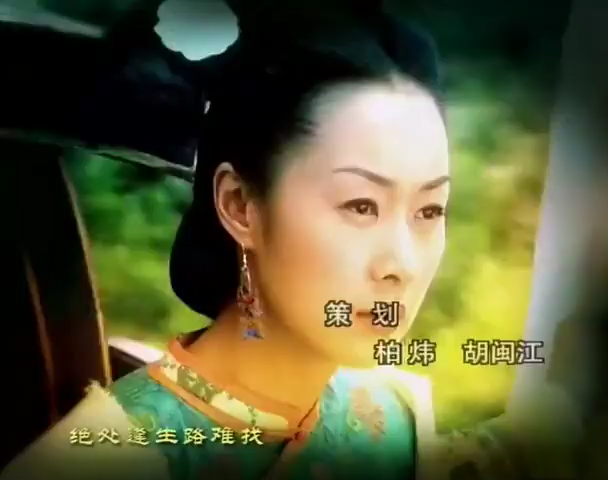 策 划
柏炜 胡闽江
绝处逢生路难找